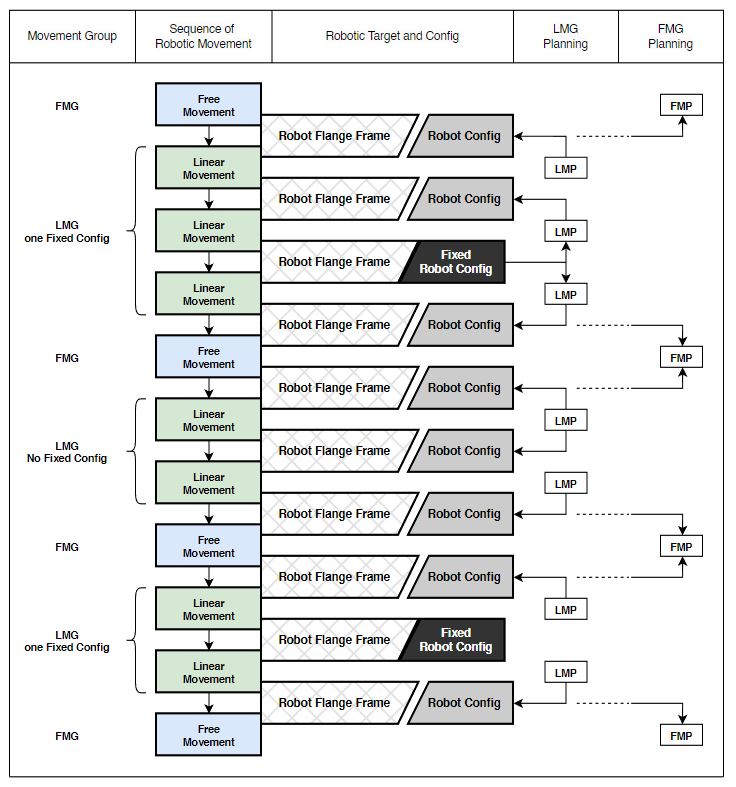 Movement Group
Sequence of
Robotic Movement
Robotic Target and Config
LMG
Planning
FMG
Planning
FMG
Free
Movement
FMP
Robot Flange Frame
Robot Config
LMP
Linear
Movement
Robot Flange Frame
Robot Config
LMG
one Fixed Config
Linear
Movement
LMP
Robot Flange Frame
Fixed
Robot Config
Linear
Movement
LMP
Robot Flange Frame
Robot Config
FMG
Free
Movement
FMP
Robot Flange Frame
Robot Config
Linear
Movement
LMP
LMG
No Fixed Config
Robot Flange Frame
Robot Config
Linear
Movement
LMP
Robot Flange Frame
Robot Config
FMG
Free
Movement
FMP
Robot Flange Frame
Robot Config
Linear
Movement
LMP
LMG
one Fixed Config
Robot Flange Frame
Fixed
Robot Config
Linear
Movement
LMP
Robot Flange Frame
Robot Config
FMG
Free
Movement
FMP